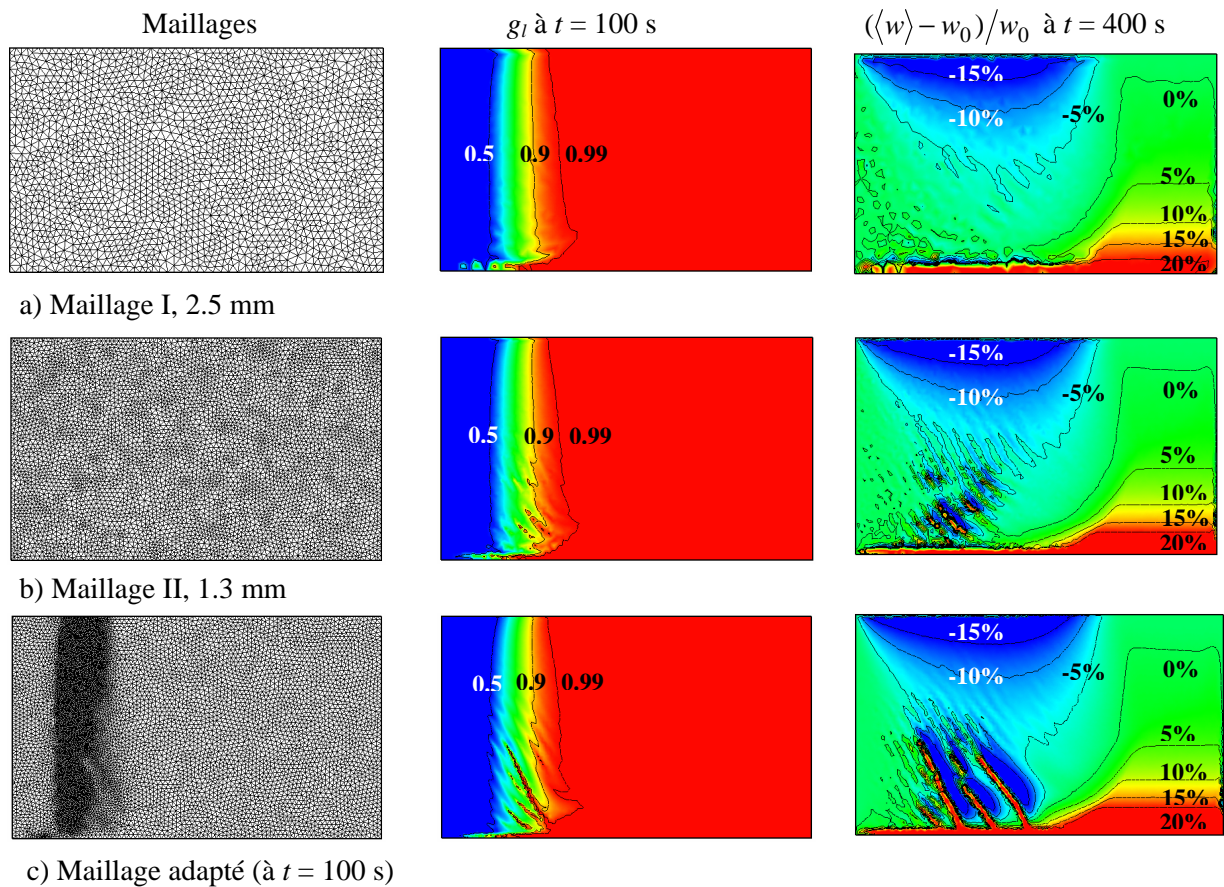 Maillages
g_l à t = 100 s
(⟨w⟩ − w_0)/w_0 à t = 400 s
0.5 0.9 0.99
-15%
-10%
-5%
0%
5%
10%
15%
20%
a) Maillage I, 2.5 mm
0.5 0.9 0.99
-15%
-10%
-5%
0%
5%
10%
15%
20%
b) Maillage II, 1.3 mm
0.5 0.9 0.99
-15%
-10%
-5%
0%
5%
10%
15%
20%
c) Maillage adapté (à t = 100 s)